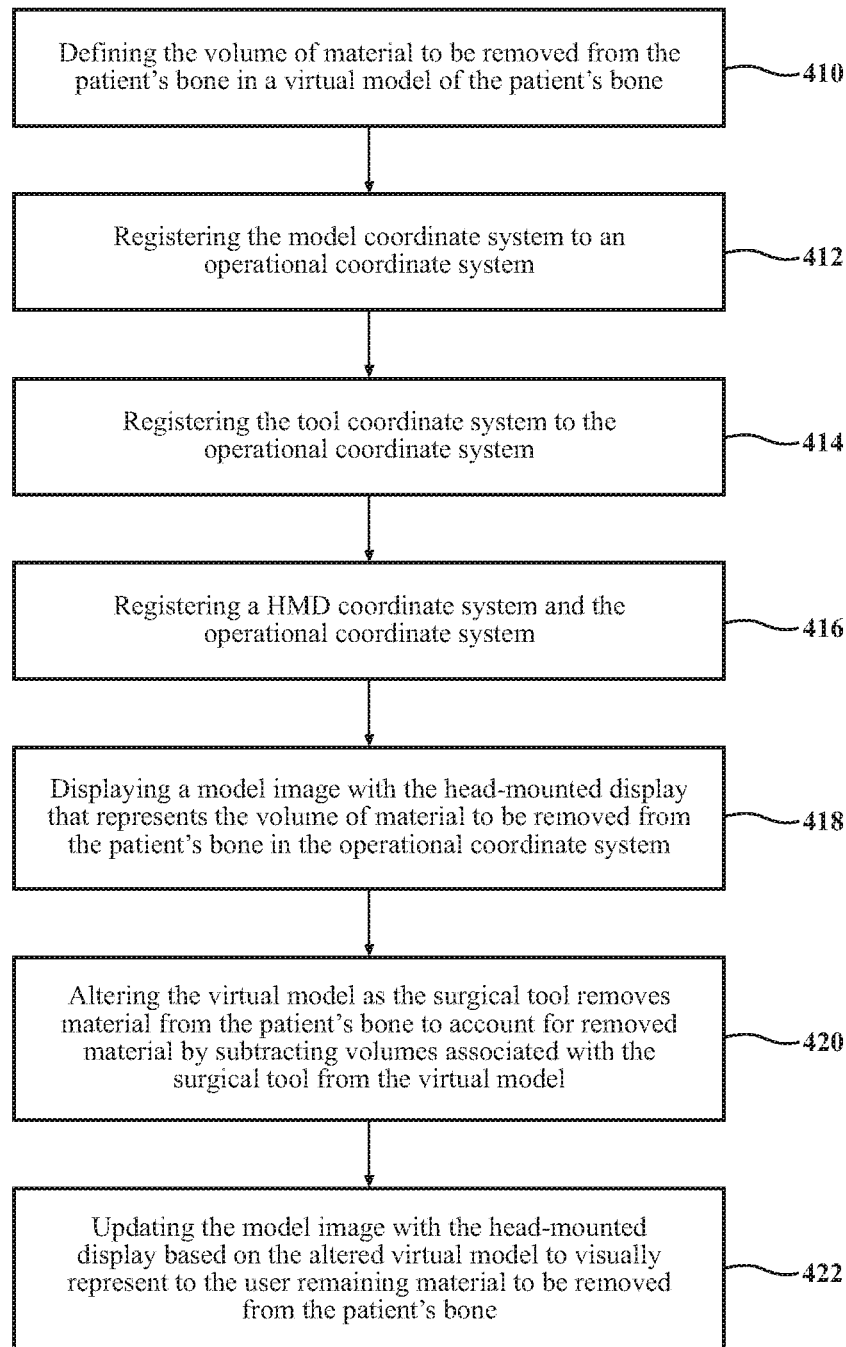 Defining the volume of material to be removed from the
patient's bone in a virtual model of the patient's bone
410
Registering the model coordinate system to an
operational coordinate system
412
Registering the tool coordinate system to the
operational coordinate system
414
Registering a HMD coordinate system and the
operational coordinate system
416
Displaying a model image with the head-mounted display
that represents the volume of material to be removed from
the patient's bone in the operational coordinate system
418
Altering the virtual model as the surgical tool removes
material from the patient's bone to account for removed
material by subtracting volumes associated with the
surgical tool from the virtual model
420
Updating the model image with the head-mounted
display based on the altered virtual model to visually
represent to the user remaining material to be removed
from the patient's bone
422